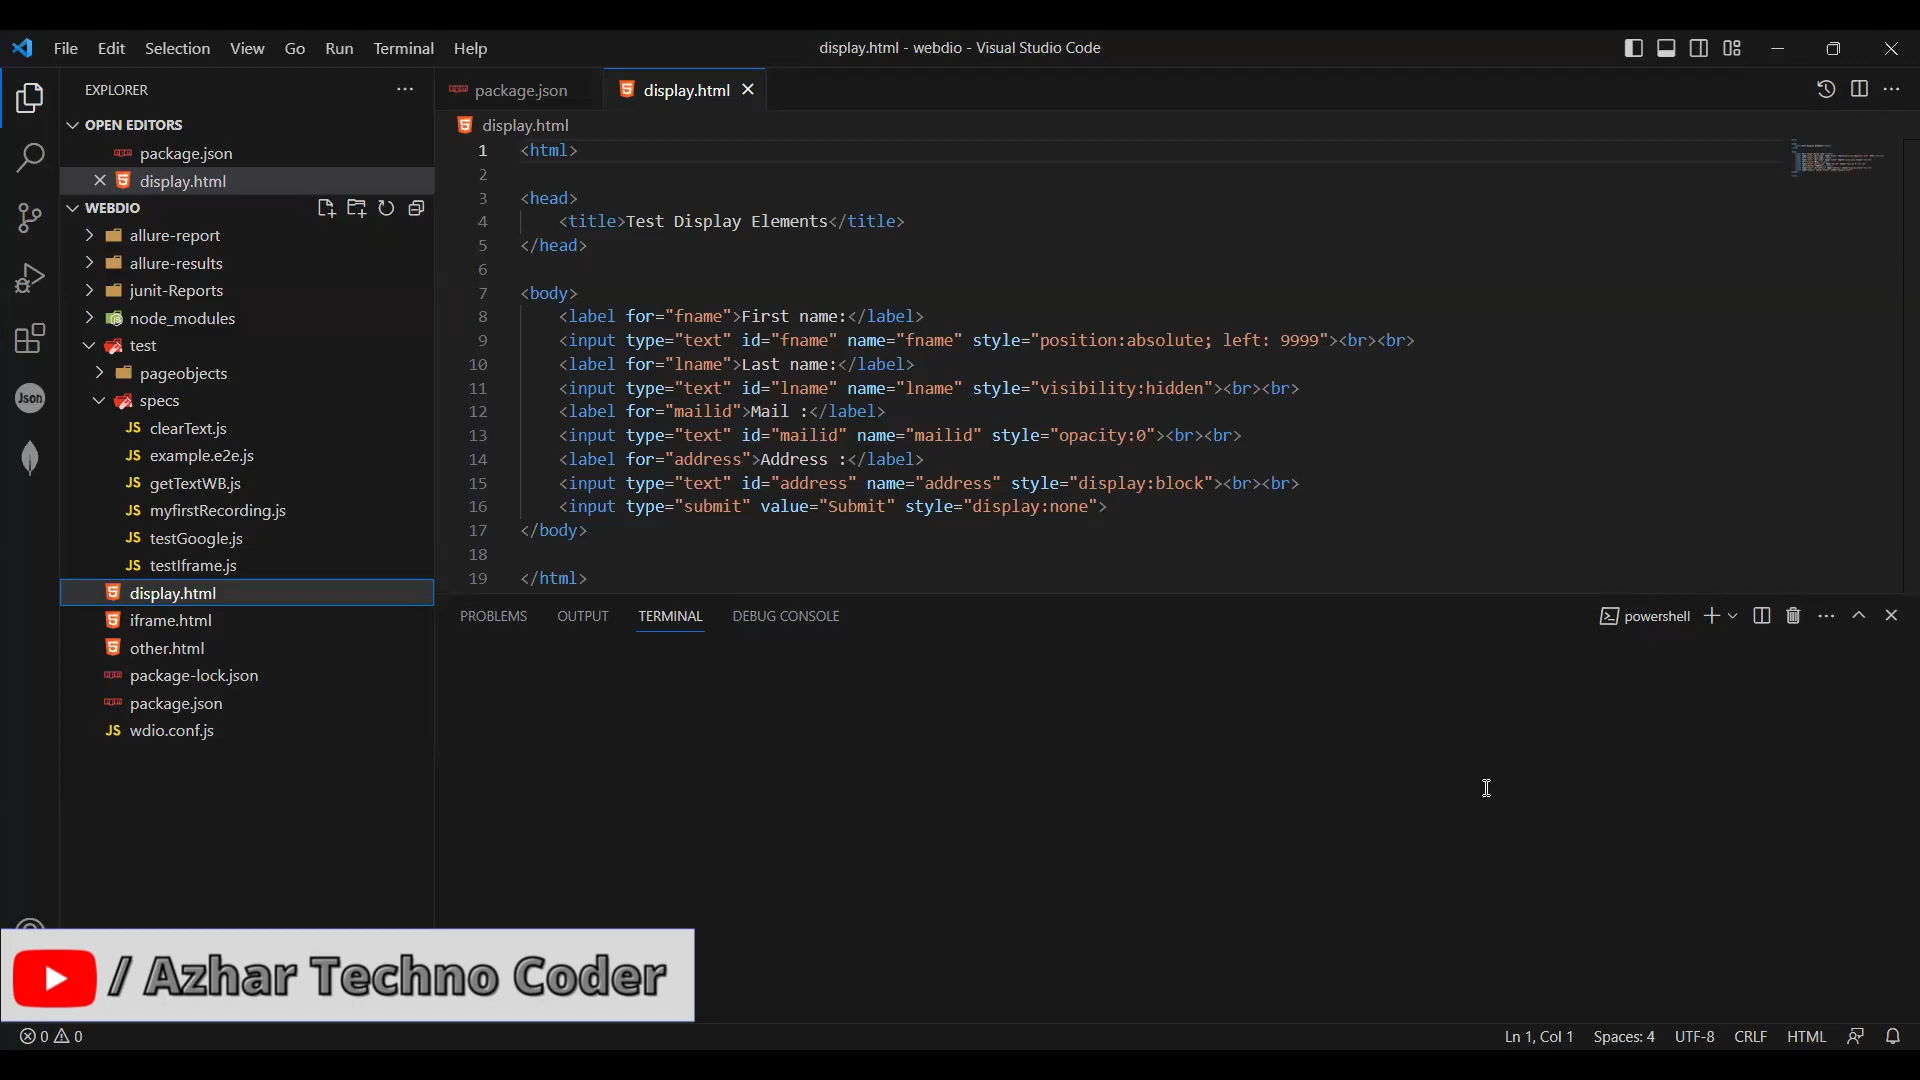 File Edit Selection View Go Run Terminal Help
display.html - webdio - Visual Studio Code
EXPLORER
OPEN EDITORS
package.json
display.html
WEBDIO
allure-report
allure-results
junit-Reports
node_modules
test
pageobjects
specs
JS clearText.js
JS example.e2e.js
JS getTextWB.js
JS myfirstRecording.js
JS testGoogle.js
JS testIframe.js
display.html
iframe.html
other.html
package-lock.json
package.json
JS wdio.conf.js
Json
package.json
display.html
display.html
1 <html>
2
3 <head>
4 <title>Test Display Elements</title>
5 </head>
6
7 <body>
8 <label for="fname">First name:</label>
9 <input type="text" id="fname" name="fname" style="position:absolute; left: 9999"><br><br>
10 <label for="lname">Last name:</label>
11 <input type="text" id="lname" name="lname" style="visibility:hidden"><br><br>
12 <label for="mailid">Mail :</label>
13 <input type="text" id="mailid" name="mailid" style="opacity:0"><br><br>
14 <label for="address">Address :</label>
15 <input type="text" id="address" name="address" style="display:block"><br><br>
16 <input type="submit" value="Submit" style="display:none">
17 </body>
18
19 </html>
PROBLEMS OUTPUT TERMINAL DEBUG CONSOLE
powershell
/ Azhar Techno Coder
0 0
Ln 1, Col 1 Spaces: 4 UTF-8 CRLF HTML